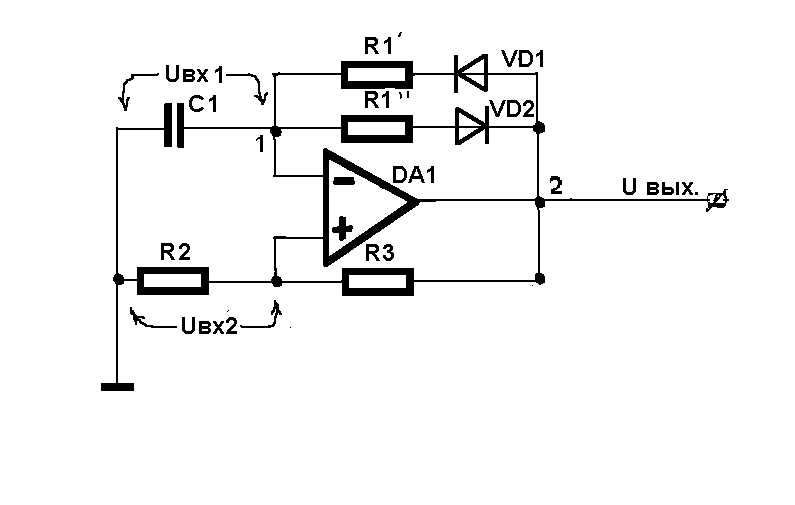 R1′ VD1
Uвх 1
C1 R1″ VD2
1
− DA1 2 U вых.
+
R2 R3
Uвх2